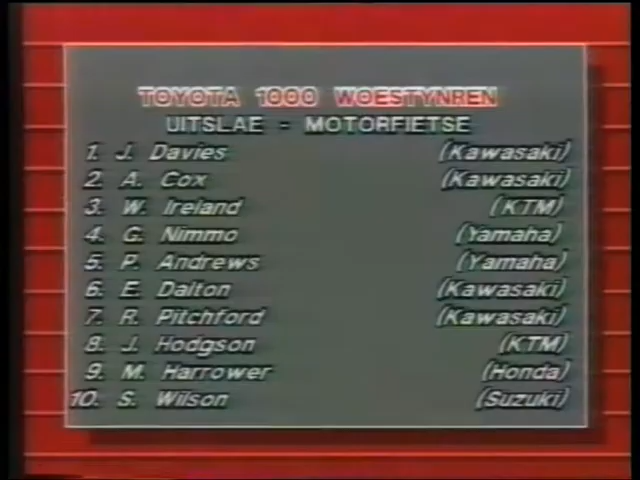 TOYOTA 1000 WOESTYNREN
UITSLAE - MOTORFIETSE
1. J. Davies (Kawasaki)
2. A. Cox (Kawasaki)
3. W. Ireland (KTM)
4. G. Nimmo (Yamaha)
5. P. Andrews (Yamaha)
6. E. Dalton (Kawasaki)
7. R. Pitchford (Kawasaki)
8. J. Hodgson (KTM)
9. M. Harrower (Honda)
10. S. Wilson (Suzuki)